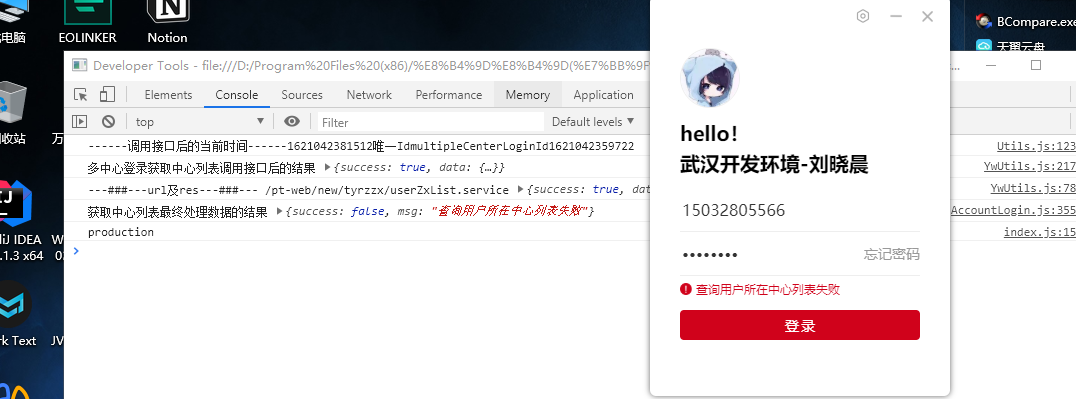 电脑
EOLINKER
Notion
BCompare.exe
天翼云盘
Developer Tools - file:///D:/Program%20Files%20(x86)/%E8%B4%9D%E8%B4%9D(%E7%BB%9F
Elements Console Sources Network Performance Memory Application
top Filter Default levels ▼
------调用接口后的当前时间------1621042381512唯一IdmultipleCenterLoginId1621042359722 Utils.js:123
多中心登录获取中心列表调用接口后的结果 ▶{success: true, data: {…}} YwUtils.js:217
---###---url及res---###--- /pt-web/new/tyrzzx/userZxList.service ▶{success: true, dat YwUtils.js:78
获取中心列表最终处理数据的结果 ▶{success: false, msg: "查询用户所在中心列表失败"} AccountLogin.js:355
production index.js:15
>
hello!
武汉开发环境-刘晓晨
15032805566
•••••••• 忘记密码
查询用户所在中心列表失败
登录
收站
万
IJ
liJ IDEA
.1.3 x64
W
03
rk Text
JV